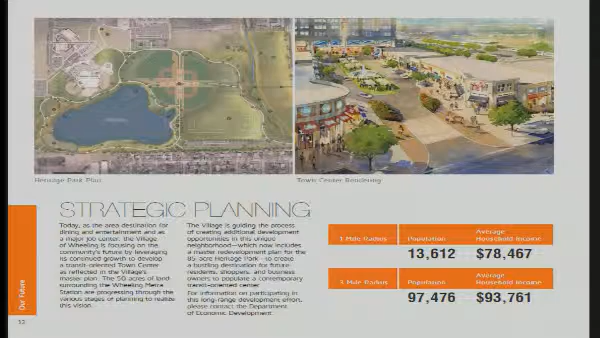 Heritage Park Plan
Town Center Rendering
STRATEGIC PLANNING
Today, as the area destination for
dining and entertainment and as
a major job center, the Village
of Wheeling is focusing on the
community's future by leveraging
its continued growth to develop
a transit-oriented Town Center
as reflected in the Village's
master plan. The 50 acres of land
surrounding the Wheeling Metra
Station are progressing through the
various stages of planning to realize
this vision.
The Village is guiding the process
of creating additional development
opportunities in this unique
neighborhood—which now includes
a master redevelopment plan for the
85-acre Heritage Park - to create
a bustling destination for future
residents, shoppers, and business
owners to populate a contemporary
transit-oriented center.
For information on participating in
this long-range development effort,
please contact the Department
of Economic Development.
1 Mile Radius
Population
Average
Household Income
13,612
$78,467
Mile Radius
Population
Average
Household Income
97,476
$93,761
Our Future